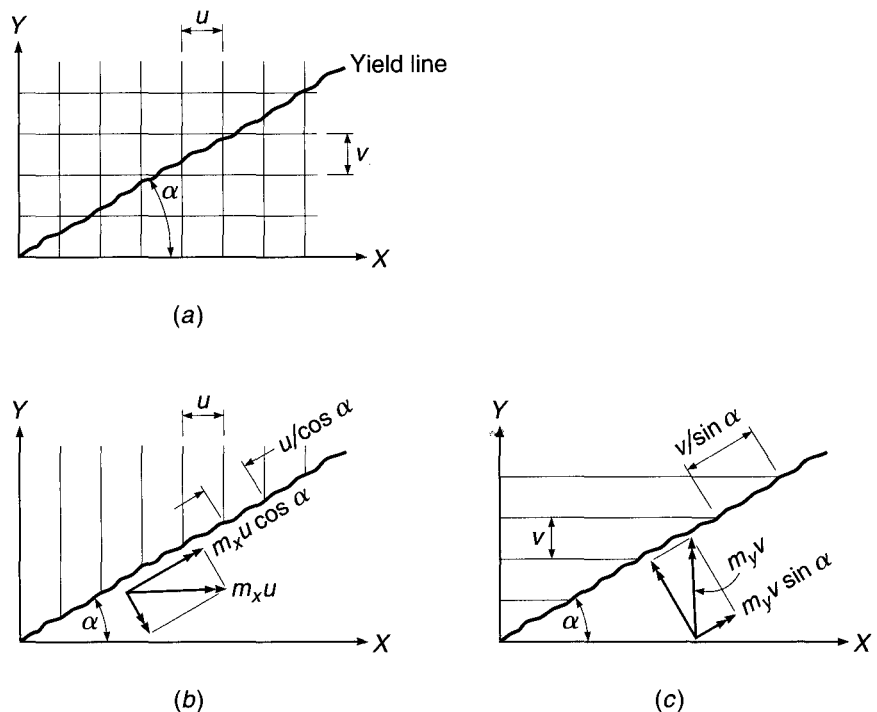 Y
u
Yield line
v
α
X
(a)
Y
u
u/cos α
m_x u cos α
m_x u
α
X
(b)
Y
v/sin α
v
m_y v
m_y v sin α
α
X
(c)